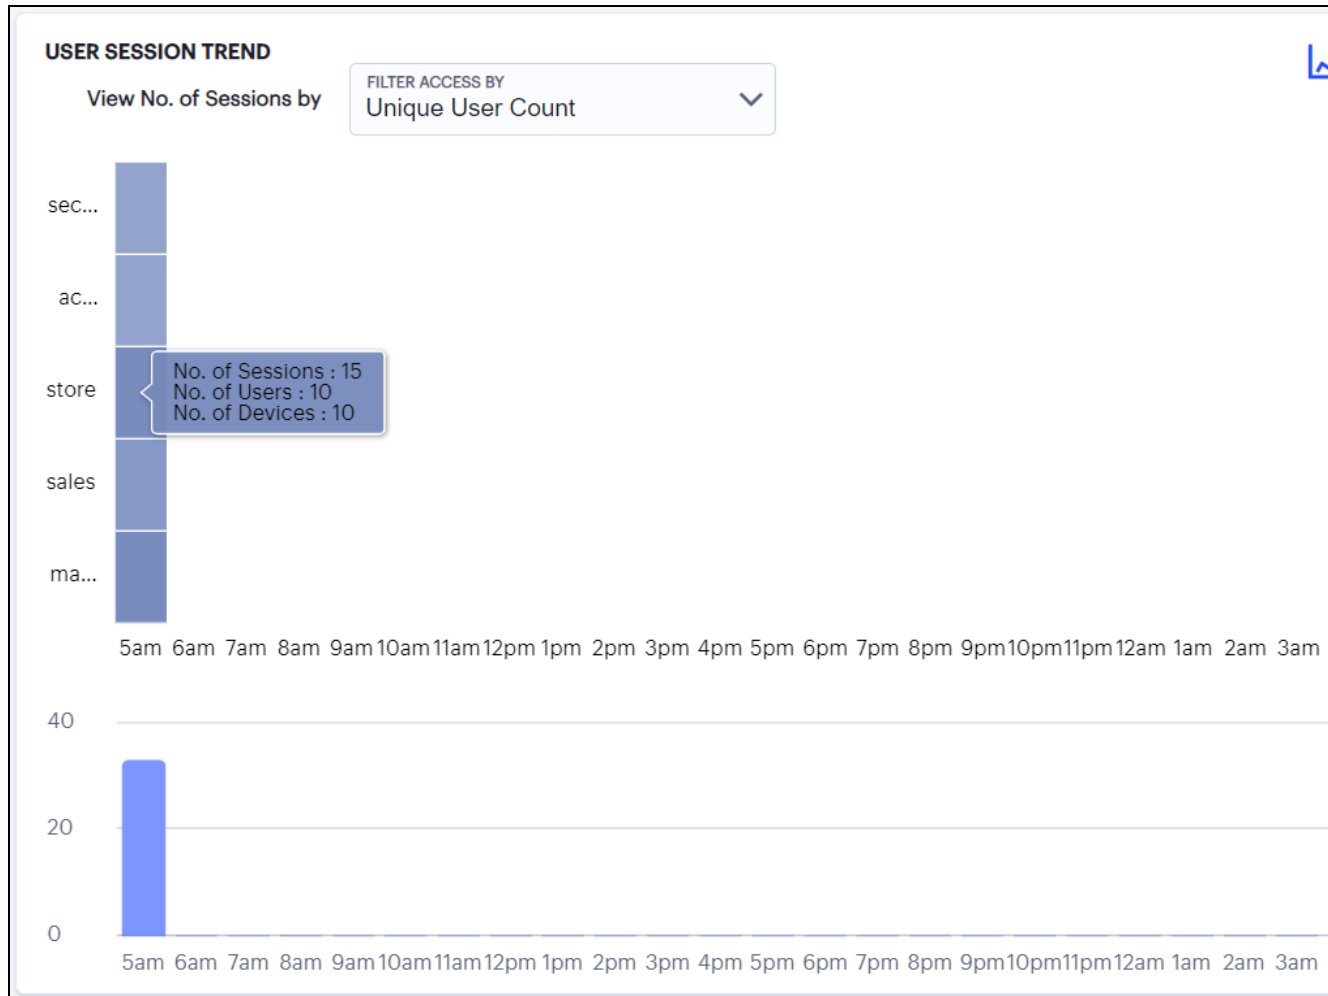 USER SESSION TREND
View No. of Sessions by
FILTER ACCESS BY
Unique User Count
sec...
ac...
store
No. of Sessions : 15
No. of Users : 10
No. of Devices : 10
sales
ma...
5am 6am 7am 8am 9am 10am 11am 12pm 1pm 2pm 3pm 4pm 5pm 6pm 7pm 8pm 9pm 10pm 11pm 12am 1am 2am 3am
40
20
0
5am 6am 7am 8am 9am 10am 11am 12pm 1pm 2pm 3pm 4pm 5pm 6pm 7pm 8pm 9pm 10pm 11pm 12am 1am 2am 3am